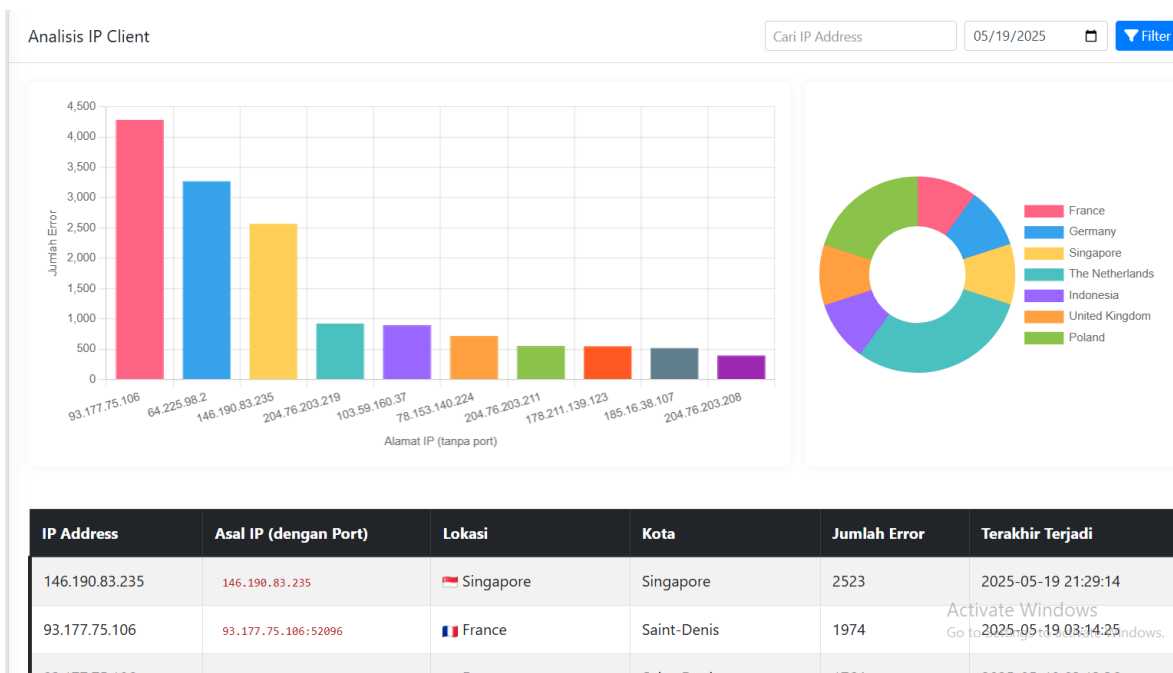 Analisis IP Client
Cari IP Address
05/19/2025
Filter
4,500
4,000
3,500
3,000
2,500
2,000
1,500
1,000
500
0
Jumlah Error
93.177.75.106
64.225.98.2
146.190.83.235
204.76.203.219
103.59.160.37
78.153.140.224
204.76.203.211
178.211.139.123
185.16.38.107
204.76.203.208
Alamat IP (tanpa port)
France
Germany
Singapore
The Netherlands
Indonesia
United Kingdom
Poland
IP Address Asal IP (dengan Port) Lokasi Kota Jumlah Error Terakhir Terjadi
146.190.83.235 146.190.83.235 Singapore Singapore 2523 2025-05-19 21:29:14
Activate Windows
93.177.75.106 93.177.75.106:52096 France Saint-Denis 1974 2025-05-19 03:14:25
Go to Settings to activate Windows.